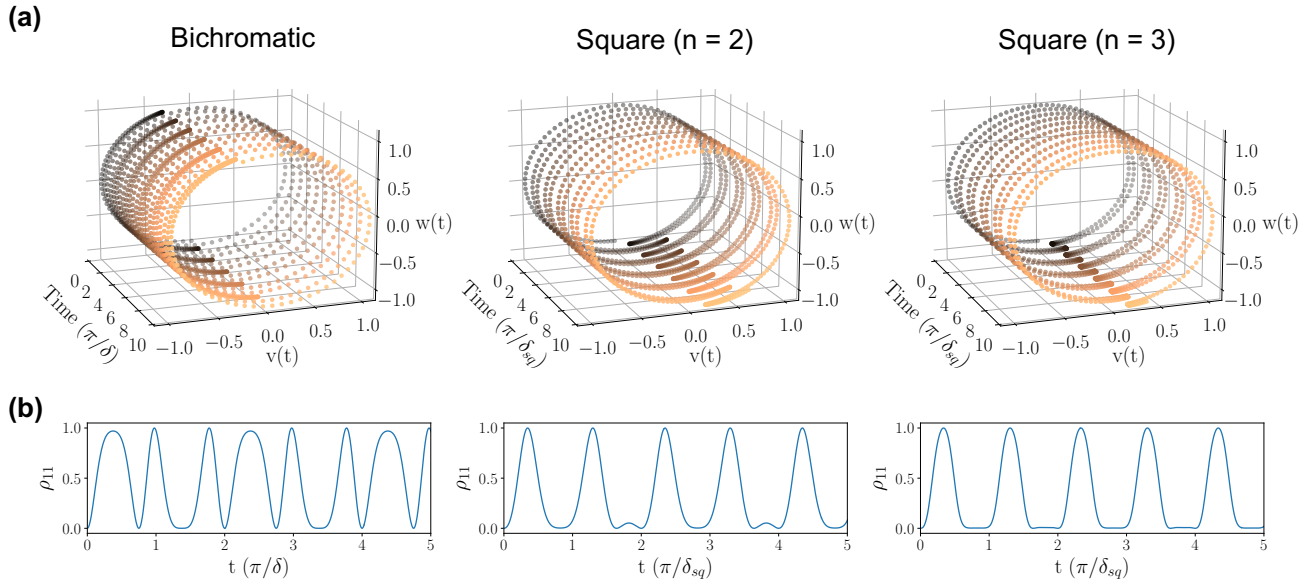 (a)
Bichromatic
Square (n = 2)
Square (n = 3)
1.0
0.5
0.0 w(t)
−0.5
−1.0
0
2
4
6
8
10
Time (π/δ)
−1.0
−0.5
0.0
0.5
1.0
v(t)
1.0
0.5
0.0 w(t)
−0.5
−1.0
0
2
4
6
8
10
Time (π/δsq)
−1.0
−0.5
0.0
0.5
1.0
v(t)
1.0
0.5
0.0 w(t)
−0.5
−1.0
0
2
4
6
8
10
Time (π/δsq)
−1.0
−0.5
0.0
0.5
1.0
v(t)
(b)
1.0
0.5
0.0
ρ11
0 1 2 3 4 5
t (π/δ)
1.0
0.5
0.0
ρ11
0 1 2 3 4 5
t (π/δsq)
1.0
0.5
0.0
ρ11
0 1 2 3 4 5
t (π/δsq)